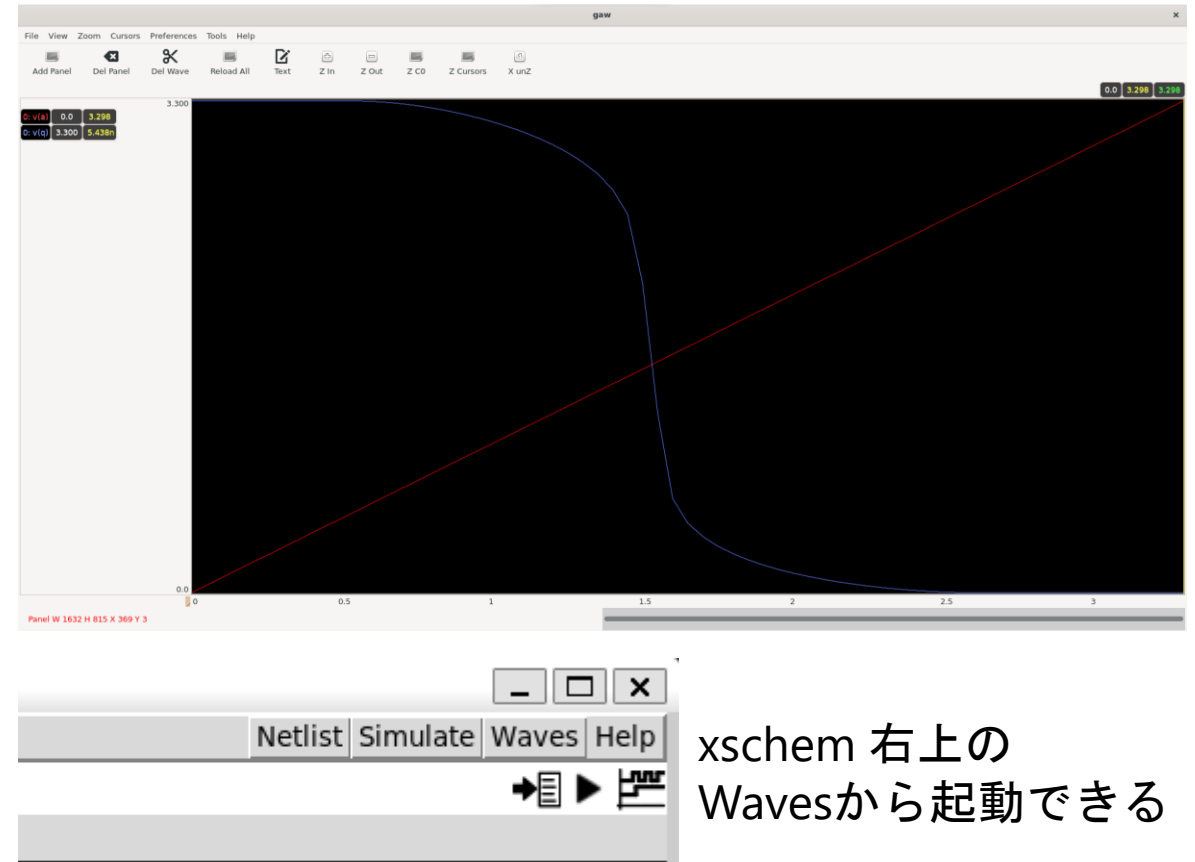 gaw
File View Zoom Cursors Preferences Tools Help
Add Panel Del Panel Del Wave Reload All Text Z In Z Out Z C0 Z Cursors X unZ
0.0 3.298 3.298
3.300
0: v(a) 0.0 3.298
0: v(q) 3.300 5.438n
0.0
0 0.5 1 1.5 2 2.5 3
Panel W 1632 H 815 X 369 Y 3
Netlist Simulate Waves Help
xschem 右上の
Wavesから起動できる